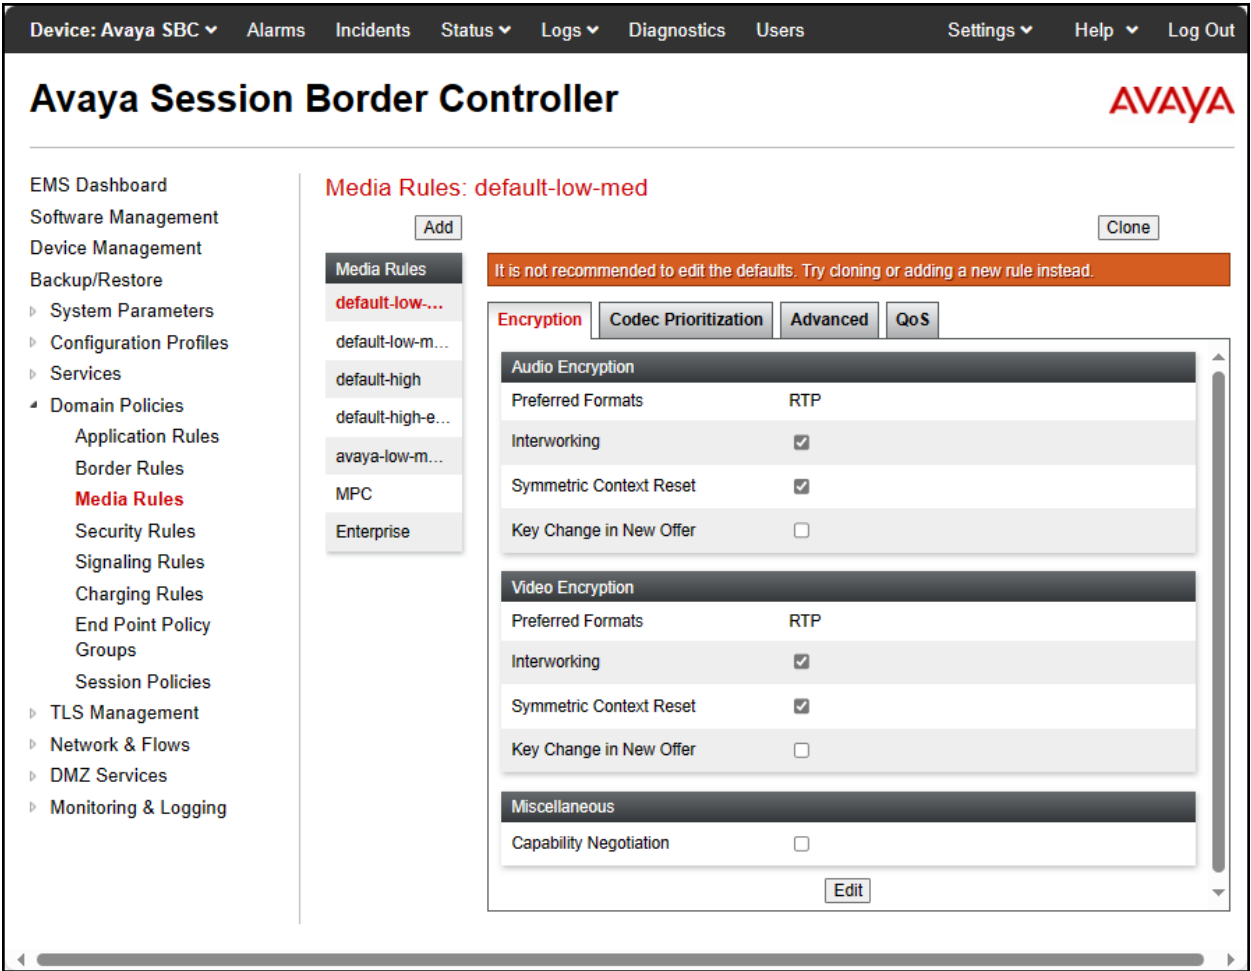 Device: Avaya SBC Alarms Incidents Status Logs Diagnostics Users Settings Help Log Out
Avaya Session Border Controller
AVAYA
EMS Dashboard
Software Management
Device Management
Backup/Restore
System Parameters
Configuration Profiles
Services
Domain Policies
Application Rules
Border Rules
Media Rules
Security Rules
Signaling Rules
Charging Rules
End Point Policy
Groups
Session Policies
TLS Management
Network & Flows
DMZ Services
Monitoring & Logging
Media Rules: default-low-med
Add
Clone
Media Rules
default-low-...
default-low-m...
default-high
default-high-e...
avaya-low-m...
MPC
Enterprise
It is not recommended to edit the defaults. Try cloning or adding a new rule instead.
Encryption Codec Prioritization Advanced QoS
Audio Encryption
Preferred Formats RTP
Interworking
Symmetric Context Reset
Key Change in New Offer
Video Encryption
Preferred Formats RTP
Interworking
Symmetric Context Reset
Key Change in New Offer
Miscellaneous
Capability Negotiation
Edit